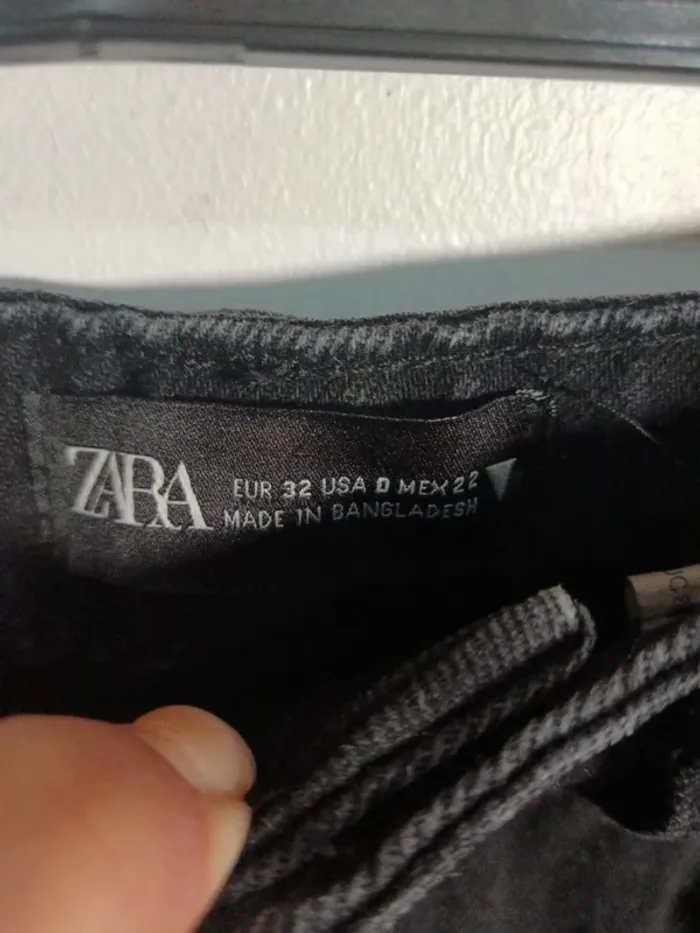 ZARA
EUR 32 USA 0 MEX 22
MADE IN BANGLADESH